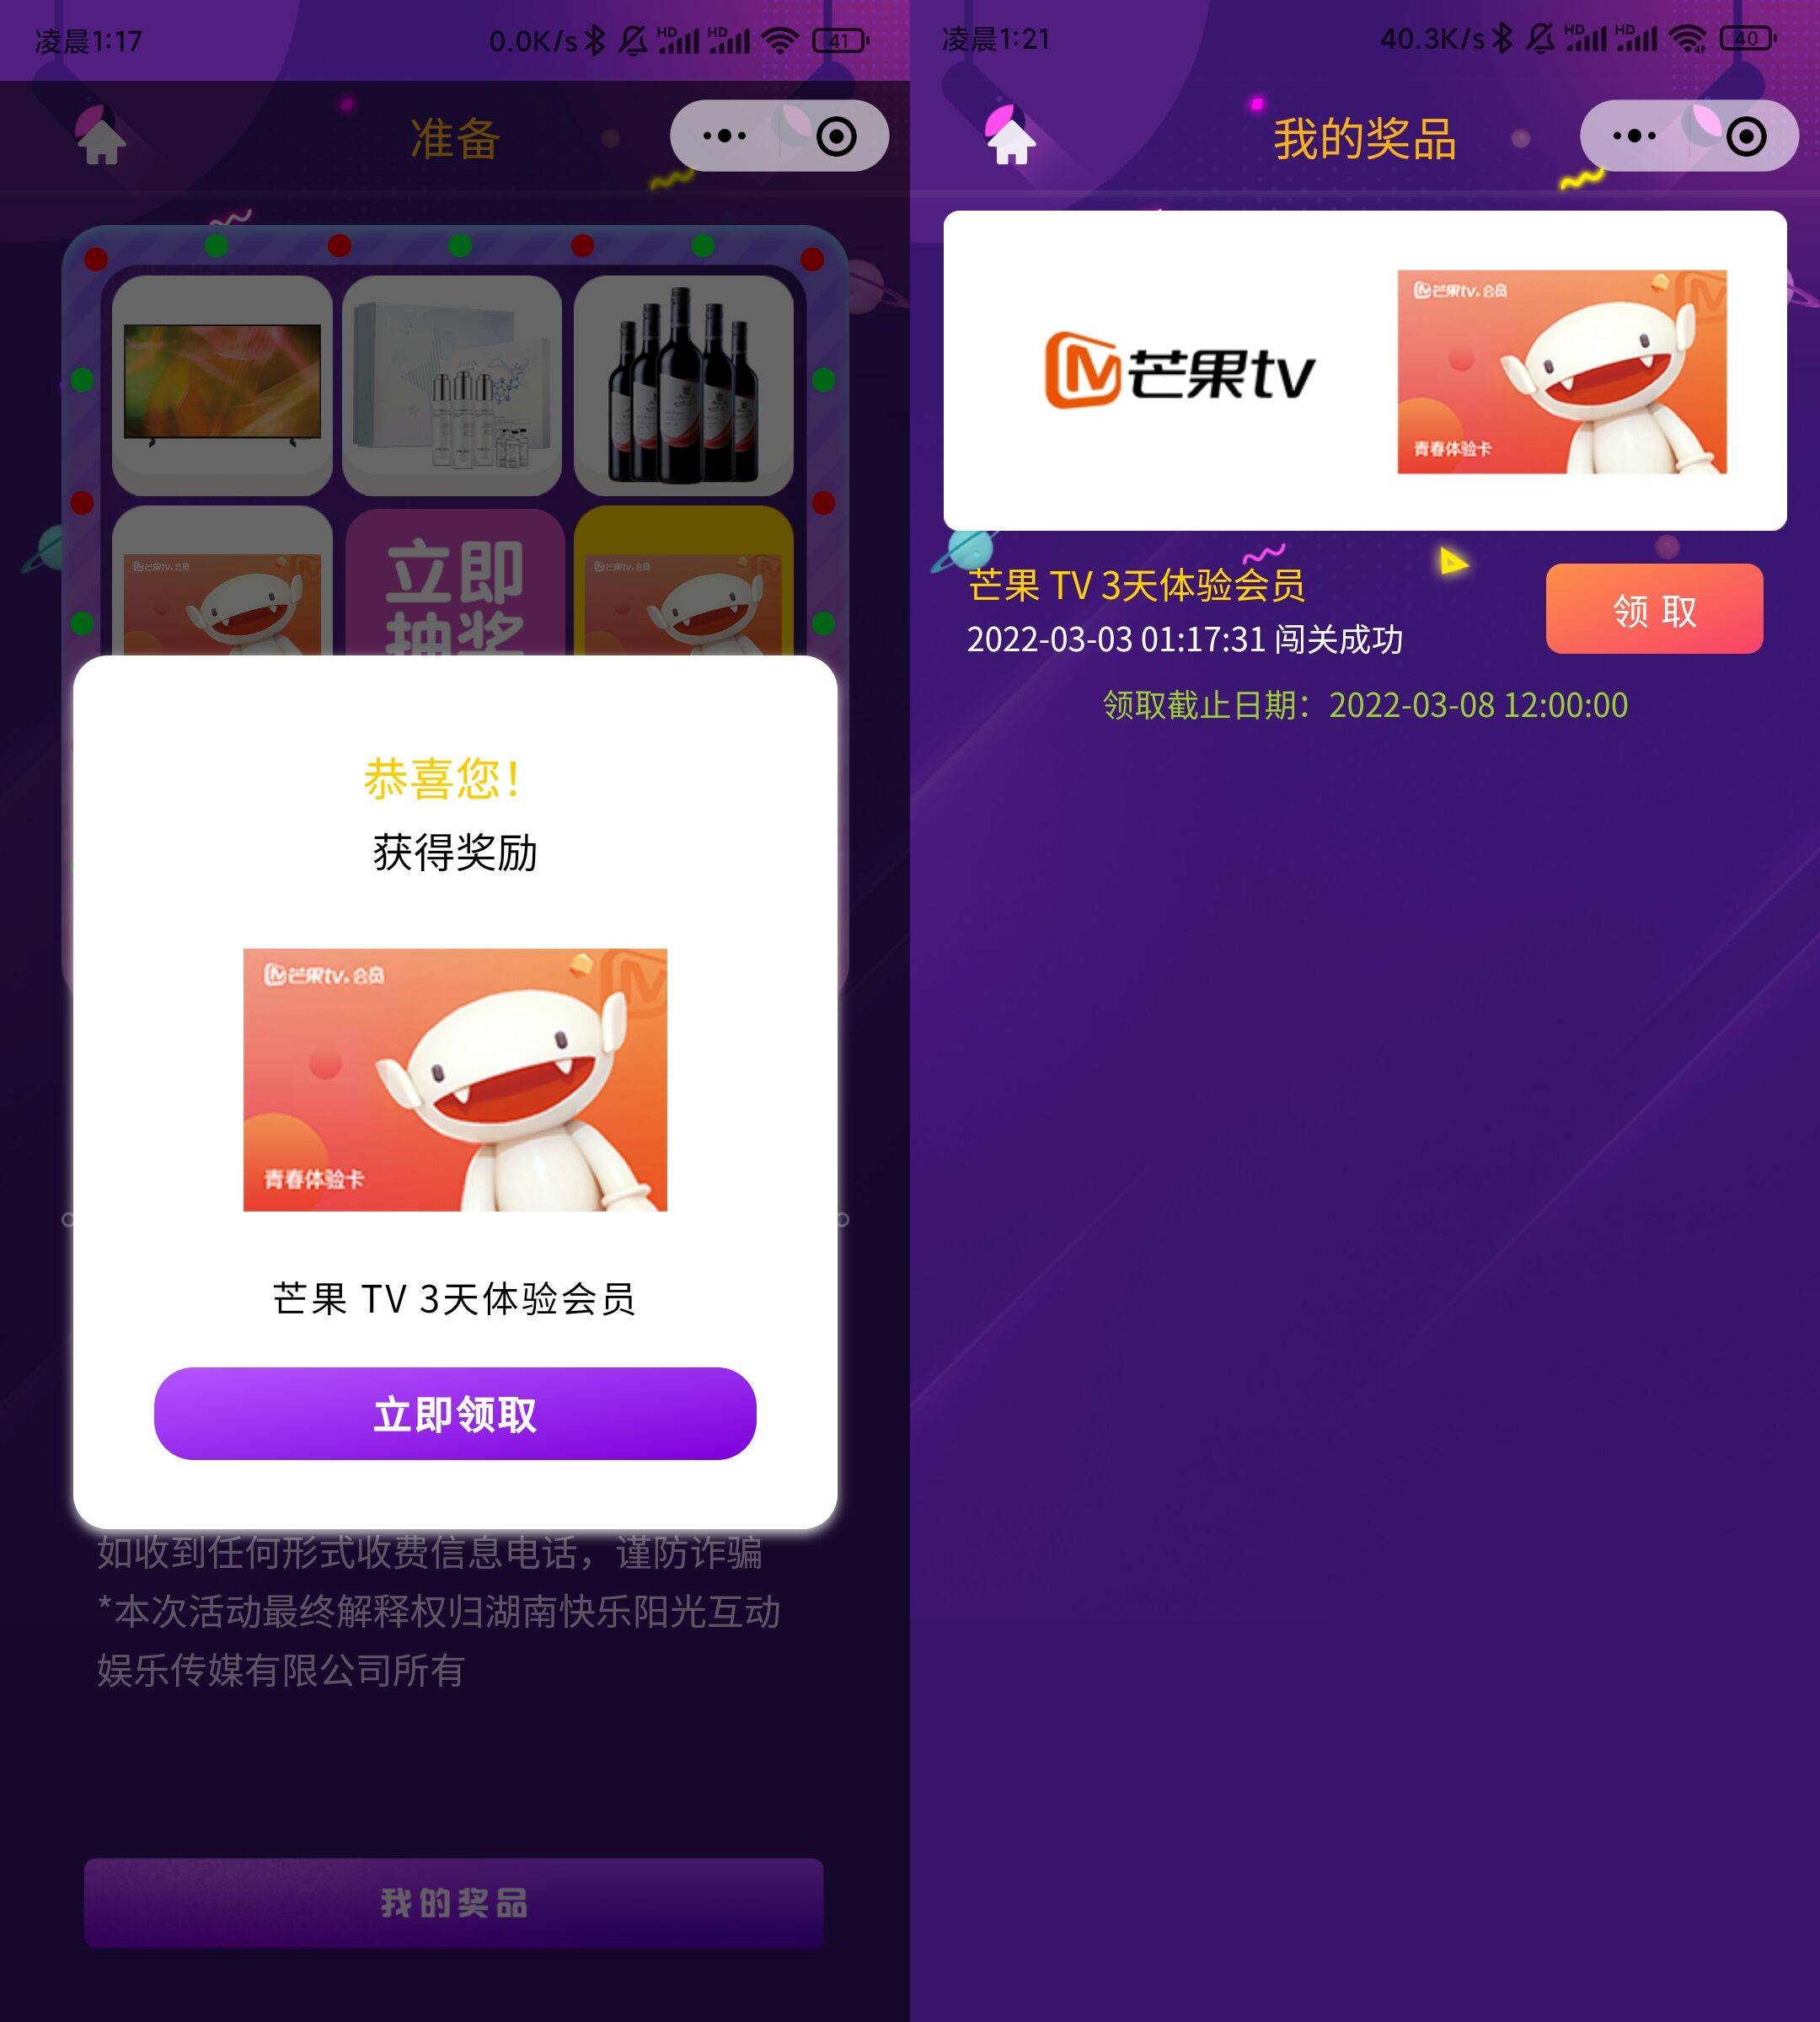 凌晨1:17
0.0K/s
HD
HD
41
准备
芒果tv 会员
立即
抽奖
芒果tv 会员
恭喜您！
获得奖励
芒果tv 会员
青春体验卡
芒果 TV 3天体验会员
立即领取
如收到任何形式收费信息电话，谨防诈骗
*本次活动最终解释权归湖南快乐阳光互动
娱乐传媒有限公司所有
我的奖品
凌晨1:21
40.3K/s
HD
HD
40
我的奖品
芒果tv
芒果tv 会员
青春体验卡
芒果 TV 3天体验会员
2022-03-03 01:17:31 闯关成功
领取
领取截止日期：2022-03-08 12:00:00